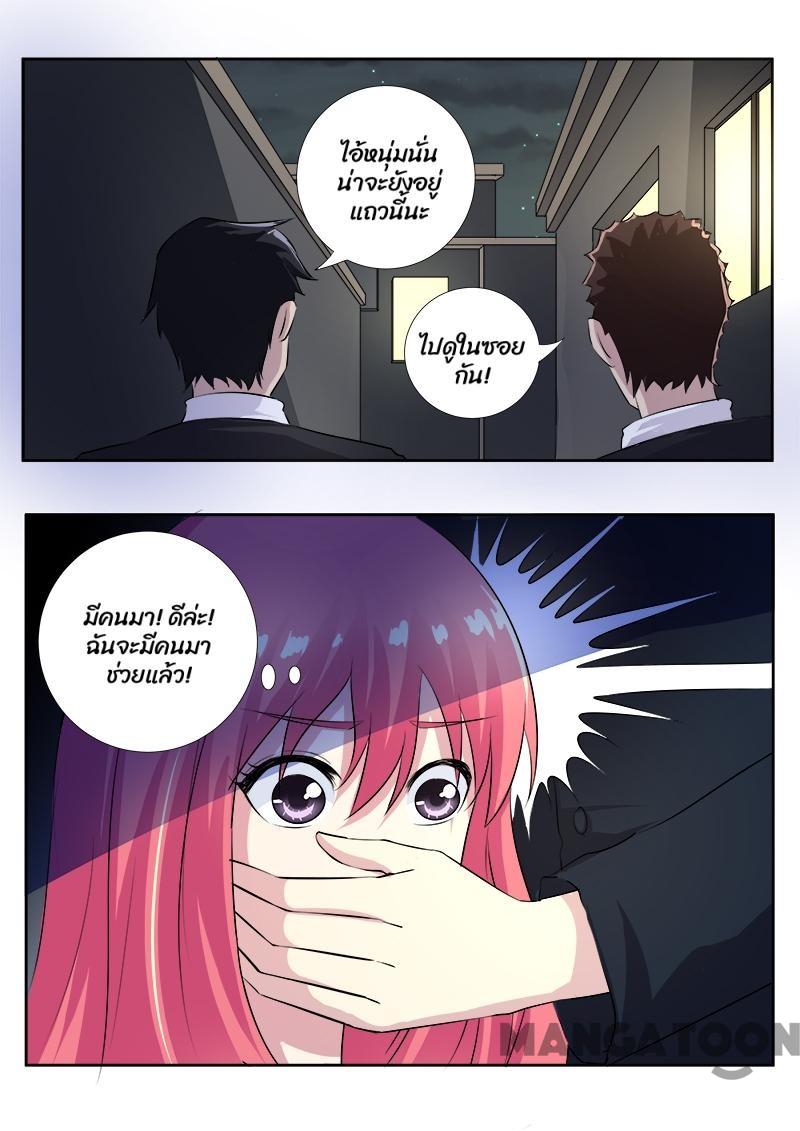 ไอ้หนุ่มนั่น
น่าจะยังอยู่
แถวนี้นะ
ไปดูในซอย
กัน!
มีคนมา! ดีล่ะ!
ฉันจะมีคนมา
ช่วยแล้ว!
MANGATOON